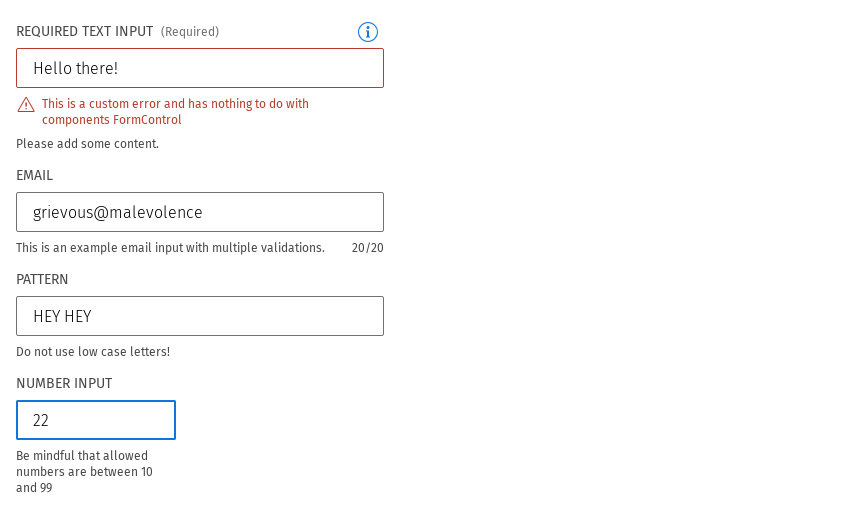 REQUIRED TEXT INPUT (Required)
Hello there!
This is a custom error and has nothing to do with
components FormControl
Please add some content.
EMAIL
grievous@malevolence
This is an example email input with multiple validations. 20/20
PATTERN
HEY HEY
Do not use low case letters!
NUMBER INPUT
22
Be mindful that allowed
numbers are between 10
and 99